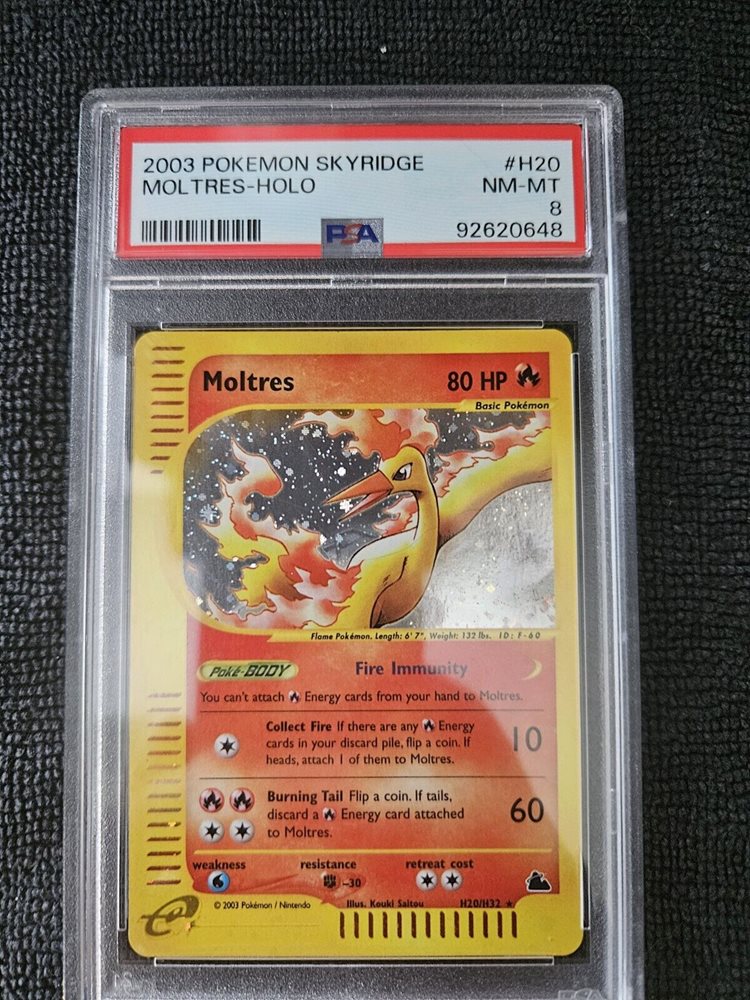 2003 POKEMON SKYRIDGE #H20
MOLTRES-HOLO NM-MT
8
PSA 92620648
Moltres 80 HP
Basic Pokémon
Flame Pokémon, Length: 6' 7", Weight: 132 lbs. ID: F-60
Poké-BODY Fire Immunity
You can't attach Energy cards from your hand to Moltres.
Collect Fire If there are any Energy
cards in your discard pile, flip a coin. If
heads, attach 1 of them to Moltres.
10
Burning Tail Flip a coin. If tails,
discard a Energy card attached
to Moltres.
60
weakness resistance retreat cost
-30
© 2003 Pokémon / Nintendo Illus. Kouki Saitou H20/H32 ★
e